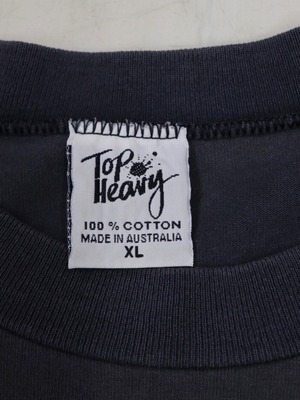 Top
Heavy
100 % COTTON
MADE IN AUSTRALIA
XL